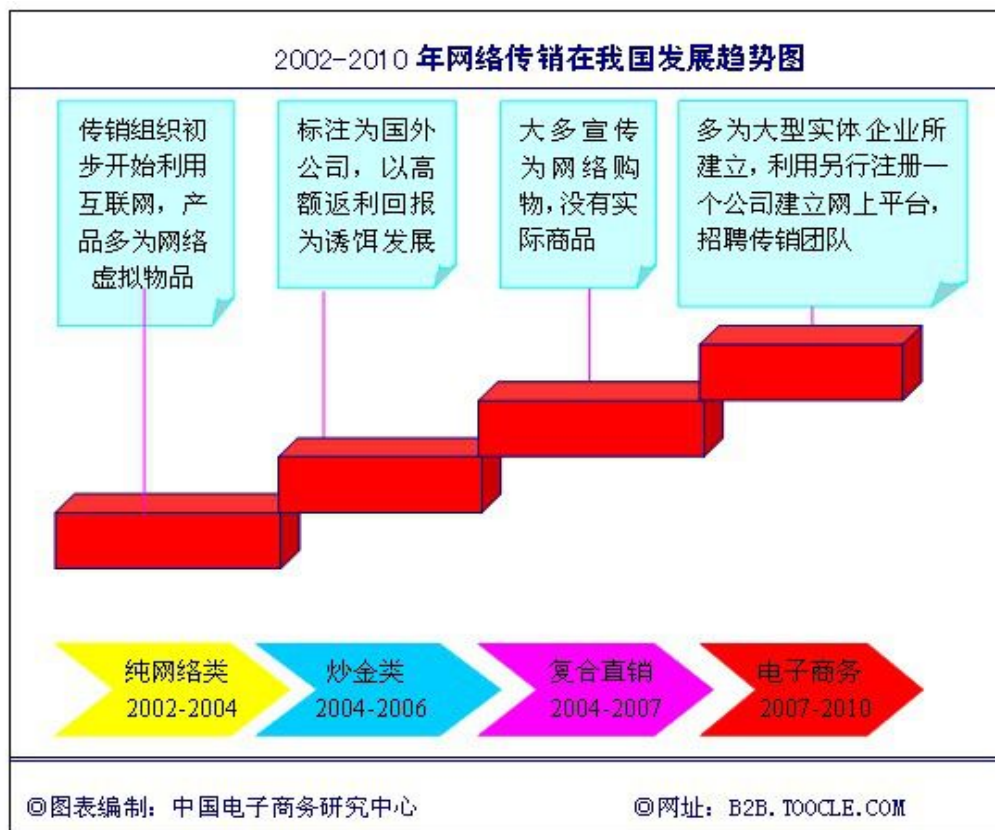 2002-2010 年网络传销在我国发展趋势图
传销组织初
步开始利用
互联网，产
品多为网络
虚拟物品
标注为国外
公司，以高
额返利回报
为诱饵发展
大多宣传
为网络购
物，没有实
际商品
多为大型实体企业所
建立，利用另行注册一
个公司建立网上平台，
招聘传销团队
纯网络类
2002-2004
炒金类
2004-2006
复合直销
2004-2007
电子商务
2007-2010
◎图表编制：中国电子商务研究中心
◎网址：B2B.TOOCLE.COM